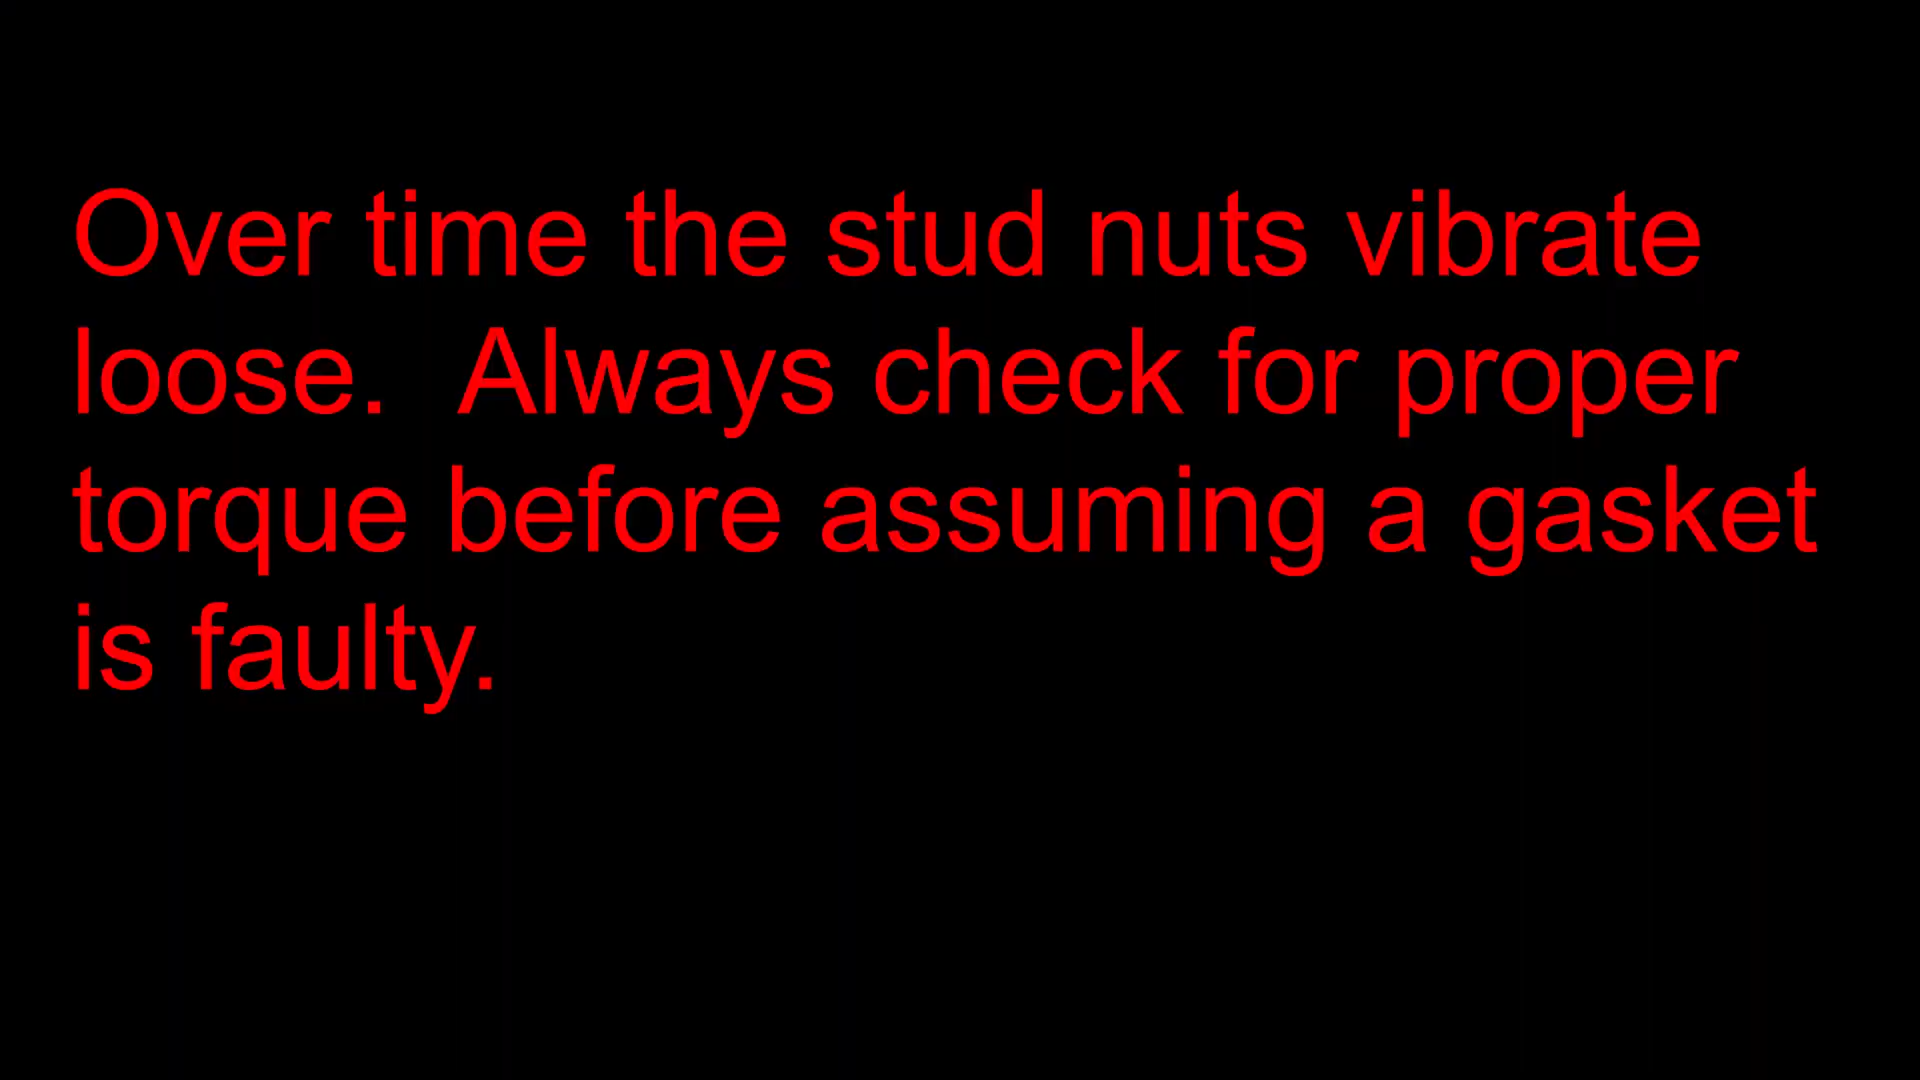 Over time the stud nuts vibrate
loose.  Always check for proper
torque before assuming a gasket
is faulty.